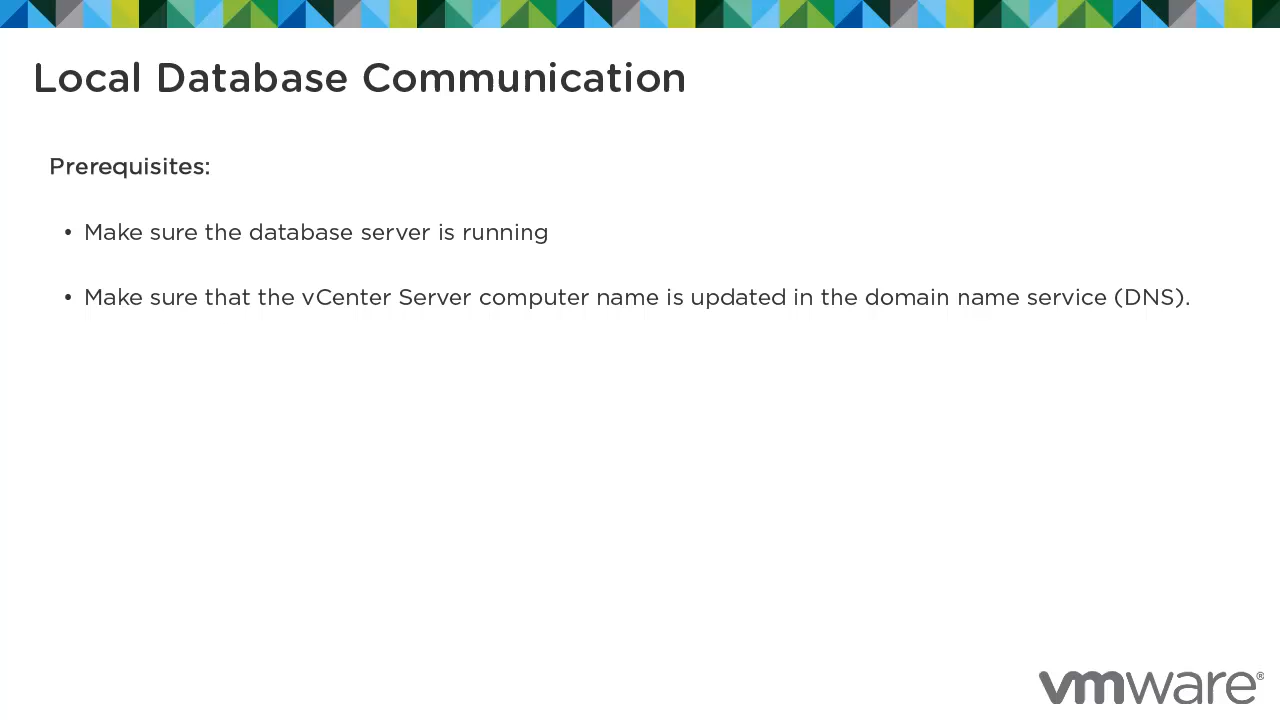 Local Database Communication
Prerequisites:
• Make sure the database server is running
• Make sure that the vCenter Server computer name is updated in the domain name service (DNS).
vmware®